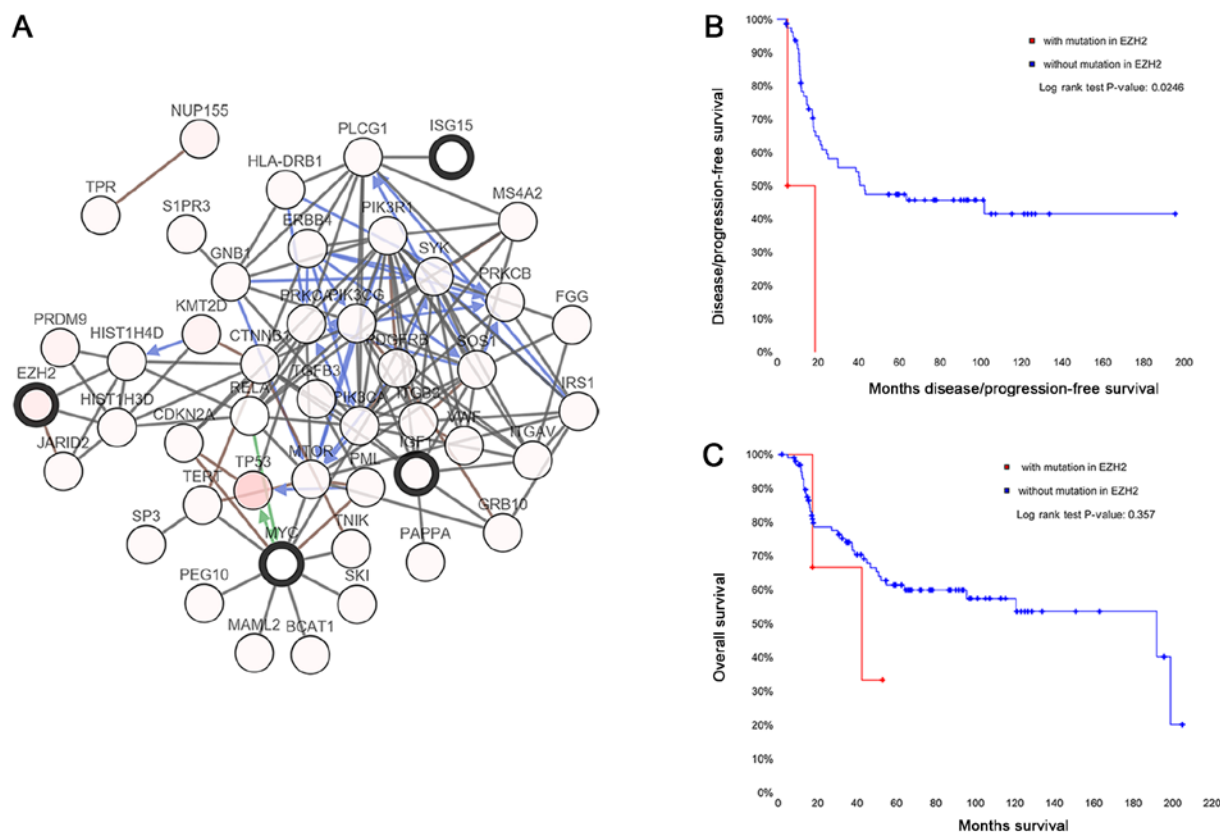 A
NUP155
PLCG1
ISG15
HLA-DRB1
TPR
MS4A2
S1PR3
ERBB4
PIK3R1
GNB1
SYK
PRKCB
KMT2D
PIK3CG
FGG
PRDM9
HIST1H4D
CTNNB1
PDGFRB
SOS1
EZH2
RELA
TGFB3
IRS1
HIST1H3D
CDKN2A
PIK3CA
ITGB3
VWF
JARID2
IGF1
ITGAV
TP53
MTOR
PML
TERT
GRB10
SP3
MYC
TNIK
PAPPA
PEG10
SKI
MAML2
BCAT1
B
100%
90%
80%
70%
60%
50%
40%
30%
20%
10%
0%
Disease/progression-free survival
with mutation in EZH2
without mutation in EZH2
Log rank test P-value: 0.0246
0 20 40 60 80 100 120 140 160 180 200
Months disease/progression-free survival
C
100%
90%
80%
70%
60%
50%
40%
30%
20%
10%
0%
Overall survival
with mutation in EZH2
without mutation in EZH2
Log rank test P-value: 0.357
0 20 40 60 80 100 120 140 160 180 200 220
Months survival